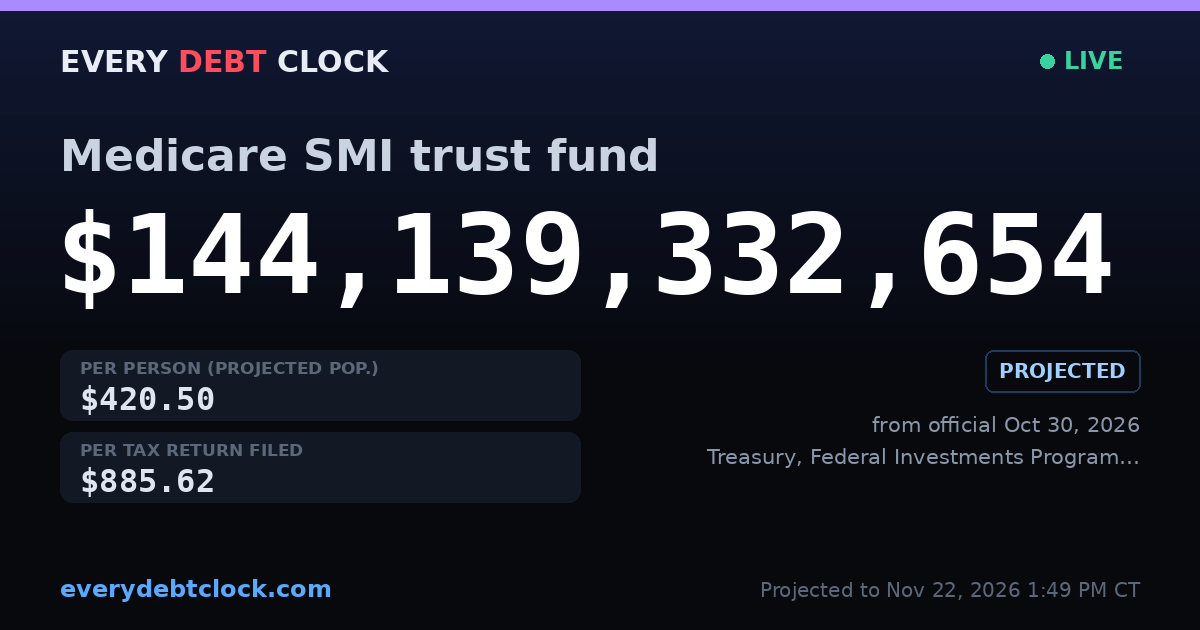 EVERY DEBT CLOCK
LIVE
Medicare SMI trust fund
$144,139,332,654
PER PERSON (PROJECTED POP.)
$420.50
PER TAX RETURN FILED
$885.62
PROJECTED
from official Oct 30, 2026
Treasury, Federal Investments Program…
everydebtclock.com
Projected to Nov 22, 2026 1:49 PM CT